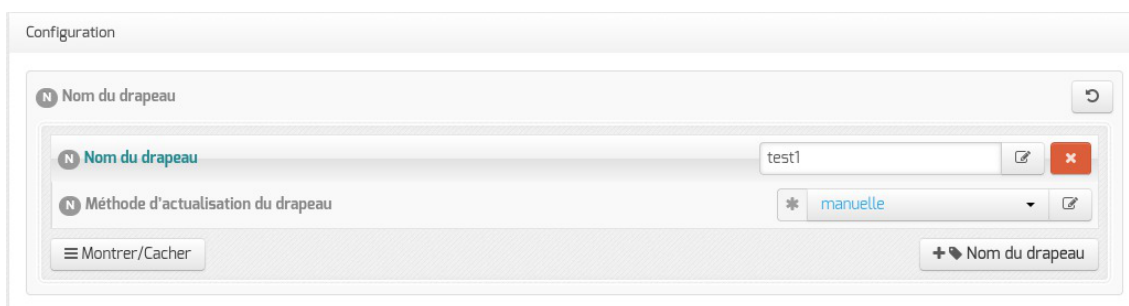 Configuration
N Nom du drapeau
N Nom du drapeau test1
N Méthode d'actualisation du drapeau * manuelle
Montrer/Cacher + Nom du drapeau